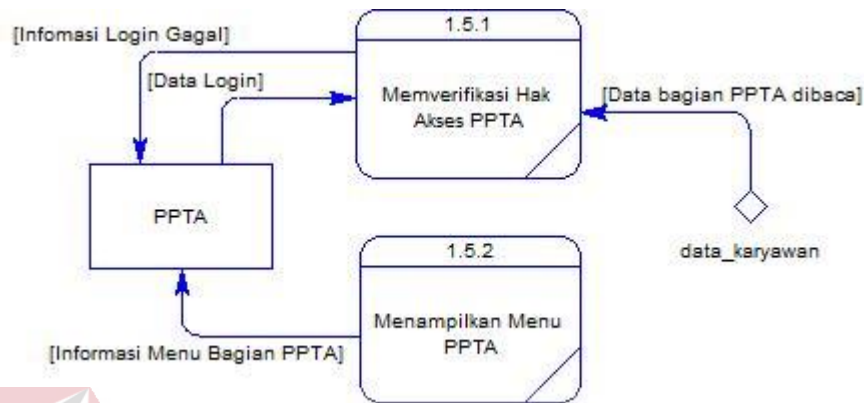 1.5.1
[Infomasi Login Gagal]
[Data Login]
Memverifikasi Hak
Akses PPTA
[Data bagian PPTA dibaca]
PPTA
data_karyawan
1.5.2
Menampilkan Menu
PPTA
[Informasi Menu Bagian PPTA]